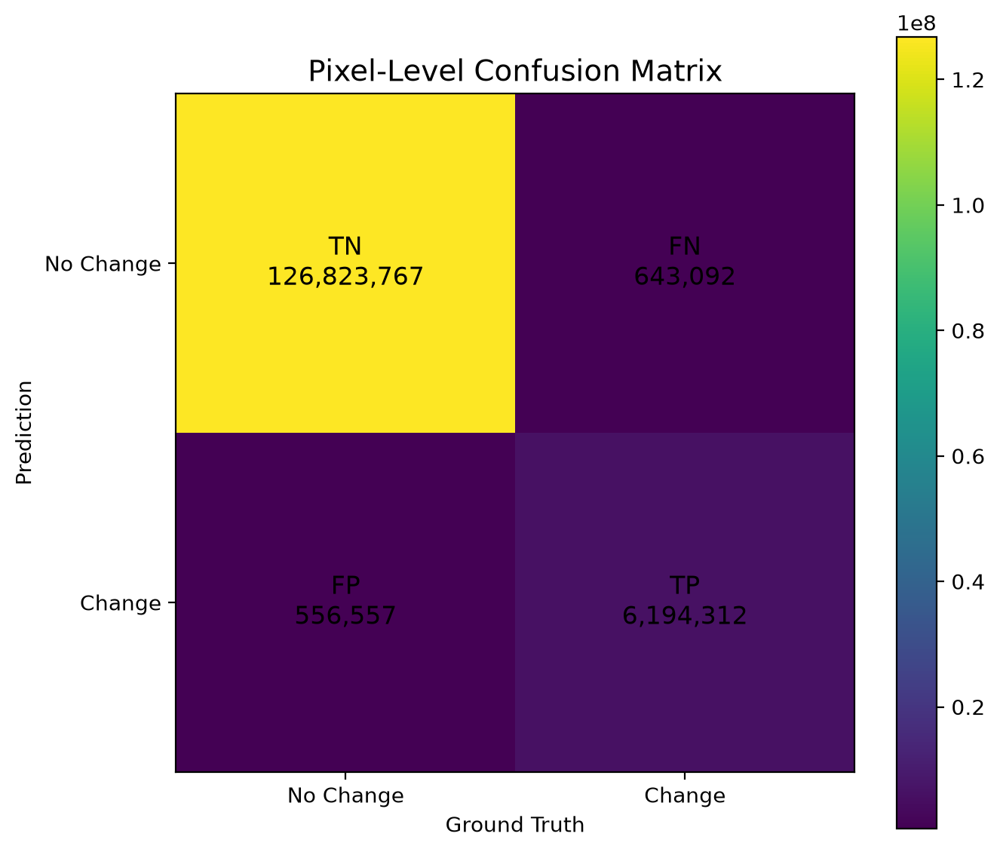 1e8
Pixel-Level Confusion Matrix
1.2
1.0
0.8
0.6
0.4
0.2
Prediction
No Change
Change
TN
126,823,767
FN
643,092
FP
556,557
TP
6,194,312
No Change
Change
Ground Truth